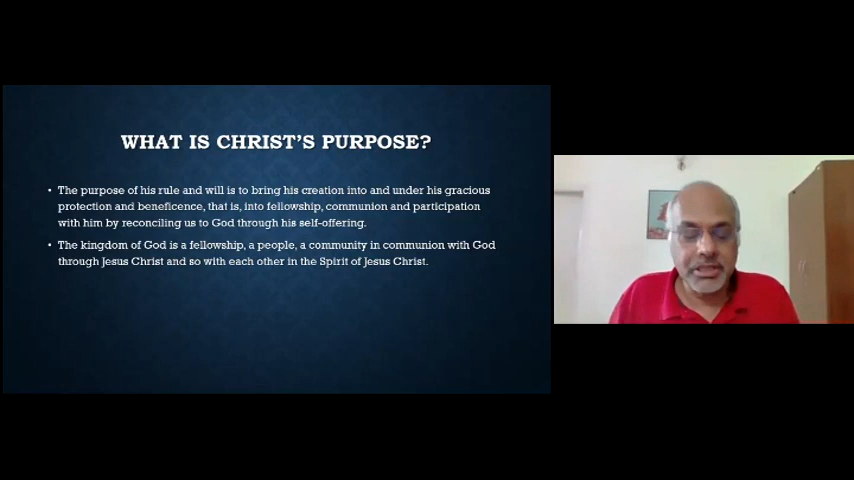 WHAT IS CHRIST'S PURPOSE?
• The purpose of his rule and will is to bring his creation into and under his gracious
protection and beneficence, that is, into fellowship, communion and participation
with him by reconciling us to God through his self-offering.
• The kingdom of God is a fellowship, a people, a community in communion with God
through Jesus Christ and so with each other in the Spirit of Jesus Christ.